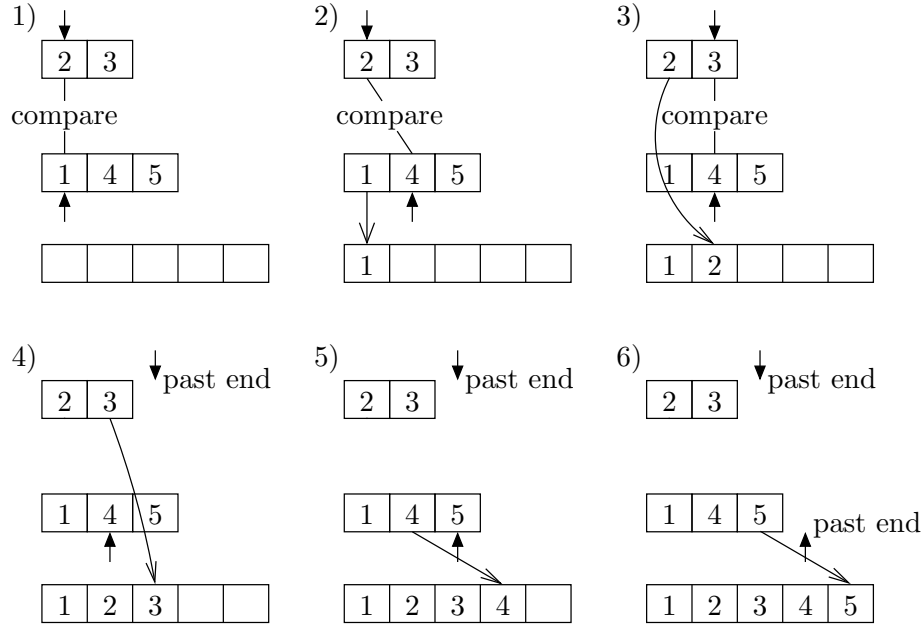 1) 2) 3)
2 3 2 3 2 3
compare compare compare
1 4 5 1 4 5 1 4 5
1 1 2
4) 5) 6)
past end past end past end
2 3 2 3 2 3
1 4 5 1 4 5 1 4 5
past end
1 2 3 1 2 3 4 1 2 3 4 5